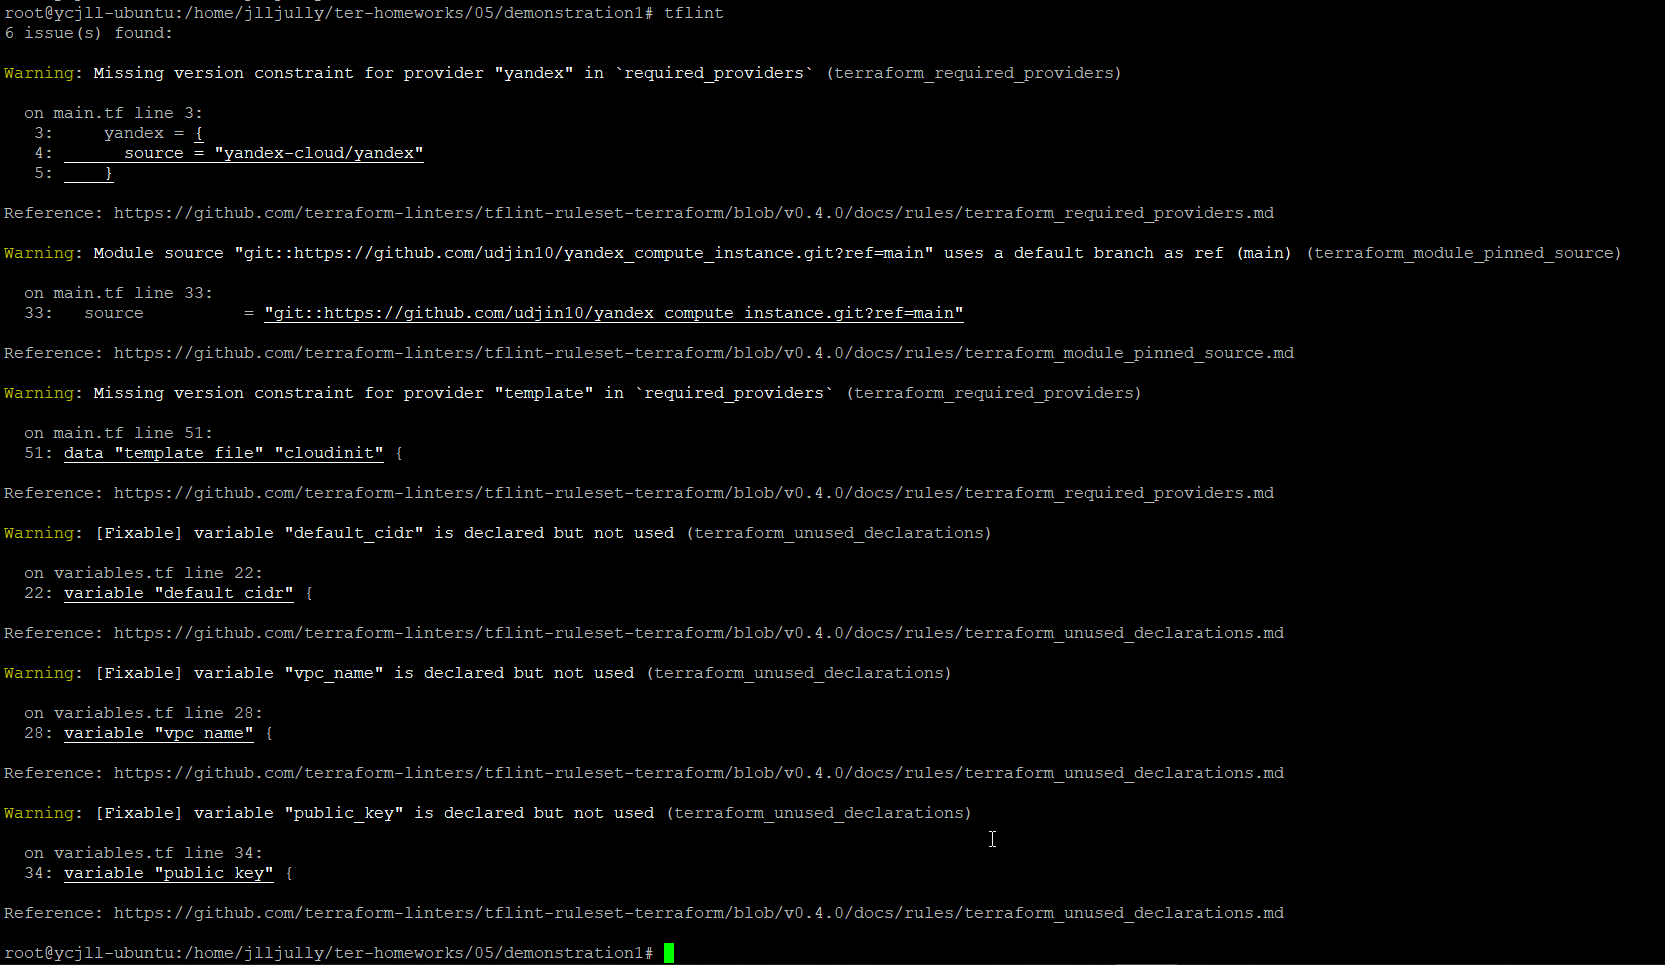 root@ycjll-ubuntu:/home/jlljully/ter-homeworks/05/demonstration1# tflint
6 issue(s) found:
Warning: Missing version constraint for provider "yandex" in `required_providers` (terraform_required_providers)
on main.tf line 3:
3:     yandex = {
4:       source = "yandex-cloud/yandex"
5:     }
Reference: https://github.com/terraform-linters/tflint-ruleset-terraform/blob/v0.4.0/docs/rules/terraform_required_providers.md
Warning: Module source "git::https://github.com/udjin10/yandex_compute_instance.git?ref=main" uses a default branch as ref (main) (terraform_module_pinned_source)
on main.tf line 33:
33:   source          = "git::https://github.com/udjin10/yandex_compute_instance.git?ref=main"
Reference: https://github.com/terraform-linters/tflint-ruleset-terraform/blob/v0.4.0/docs/rules/terraform_module_pinned_source.md
Warning: Missing version constraint for provider "template" in `required_providers` (terraform_required_providers)
on main.tf line 51:
51: data "template_file" "cloudinit" {
Reference: https://github.com/terraform-linters/tflint-ruleset-terraform/blob/v0.4.0/docs/rules/terraform_required_providers.md
Warning: [Fixable] variable "default_cidr" is declared but not used (terraform_unused_declarations)
on variables.tf line 22:
22: variable "default_cidr" {
Reference: https://github.com/terraform-linters/tflint-ruleset-terraform/blob/v0.4.0/docs/rules/terraform_unused_declarations.md
Warning: [Fixable] variable "vpc_name" is declared but not used (terraform_unused_declarations)
on variables.tf line 28:
28: variable "vpc_name" {
Reference: https://github.com/terraform-linters/tflint-ruleset-terraform/blob/v0.4.0/docs/rules/terraform_unused_declarations.md
Warning: [Fixable] variable "public_key" is declared but not used (terraform_unused_declarations)
on variables.tf line 34:
34: variable "public_key" {
Reference: https://github.com/terraform-linters/tflint-ruleset-terraform/blob/v0.4.0/docs/rules/terraform_unused_declarations.md
root@ycjll-ubuntu:/home/jlljully/ter-homeworks/05/demonstration1#